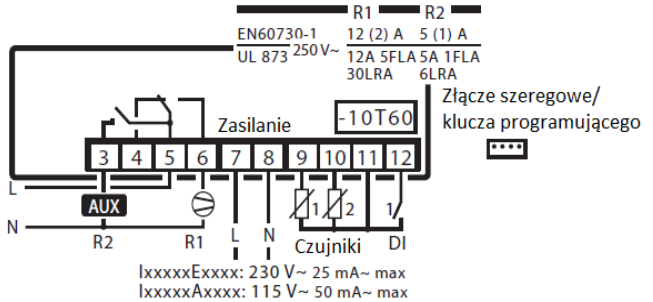 R1 R2
EN60730-1 12 (2) A 5 (1) A
UL 873 250 V~ 12A 5FLA 5A 1FLA
30LRA 6LRA
Złącze szeregowe/
klucza programującego
Zasilanie
-10T60
3 4 5 6 7 8 9 10 11 12
L
AUX
N
R2 R1 L N
1 2 1
Czujniki DI
IxxxxxExxxx: 230 V~ 25 mA~ max
IxxxxxAxxxx: 115 V~ 50 mA~ max